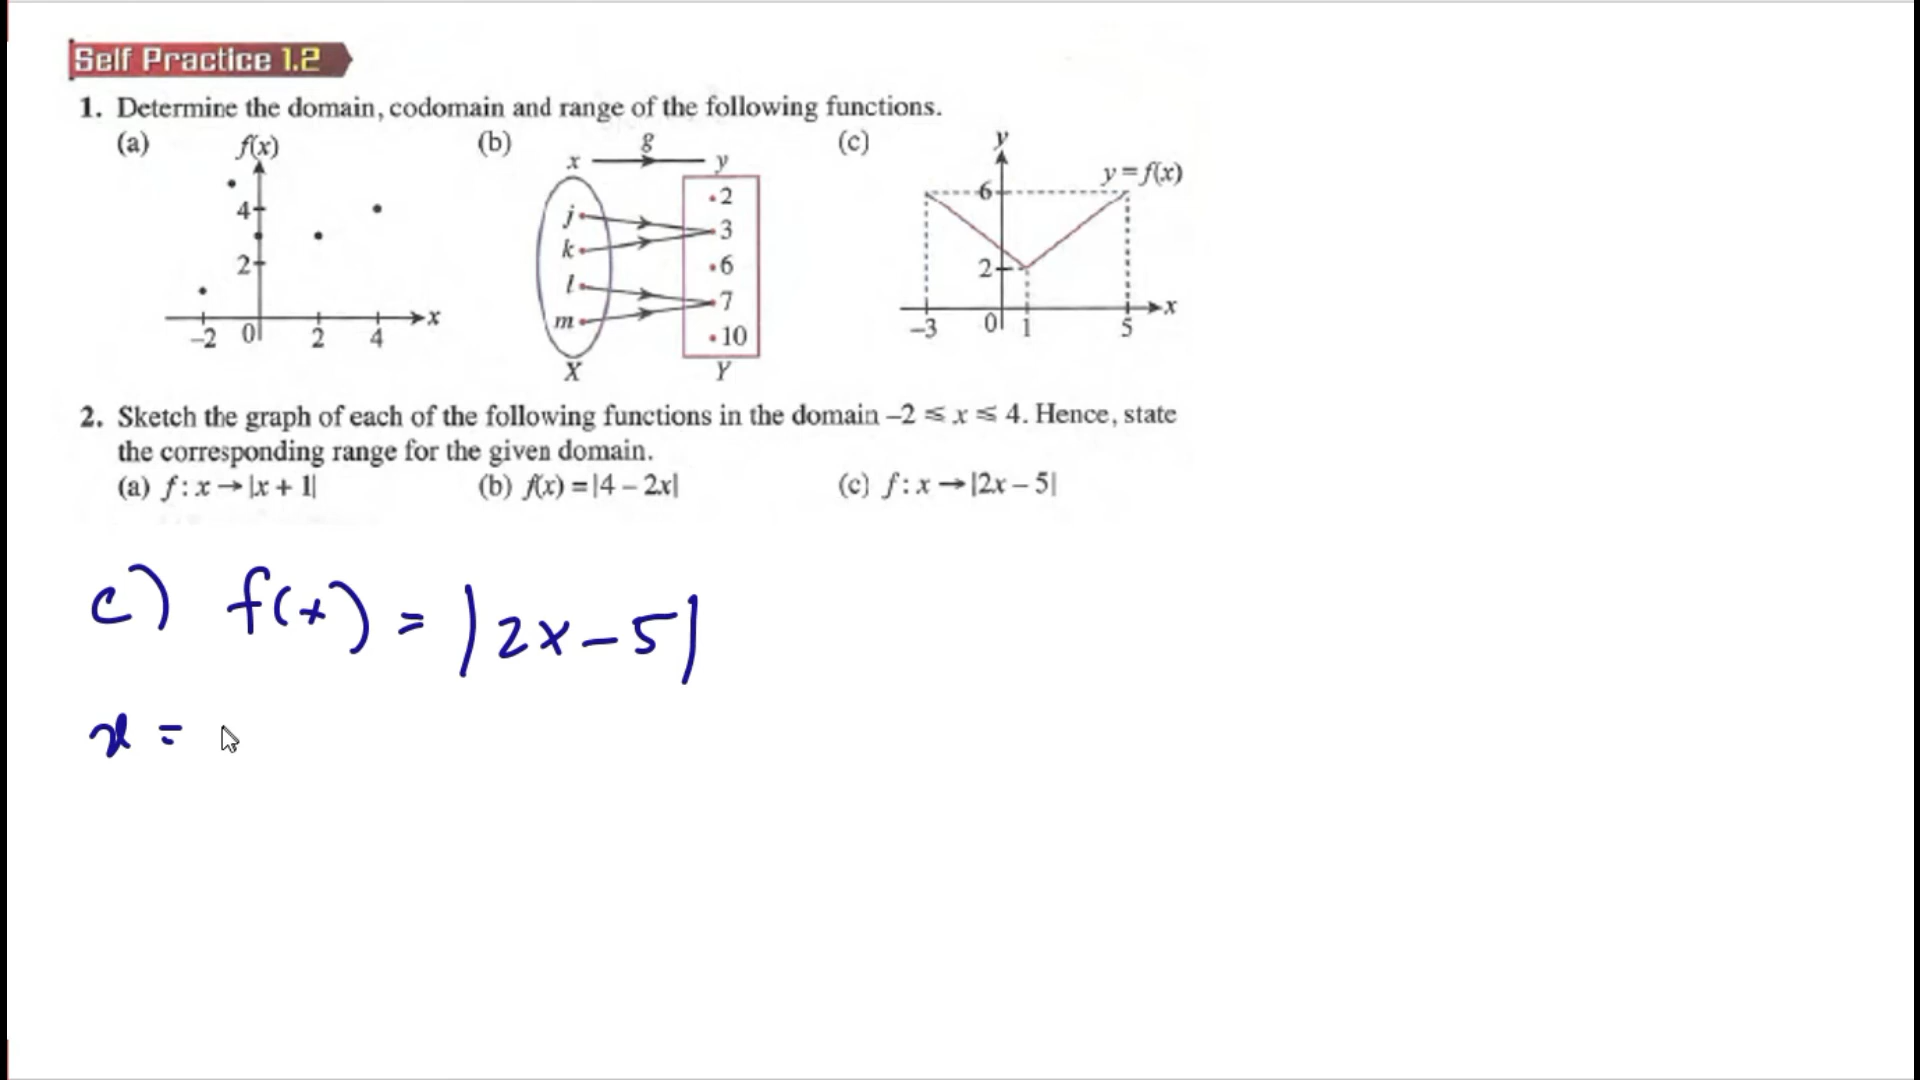 Self Practice 1.2
1. Determine the domain, codomain and range of the following functions.
(a) (b) (c)
f(x)
4
2
–2 0 2 4 x
x g y
j
k
l
m
X
2
3
6
7
10
Y
y
y = f(x)
6
2
–3 0 1 5 x
2. Sketch the graph of each of the following functions in the domain –2 ⩽ x ⩽ 4. Hence, state
the corresponding range for the given domain.
(a) f : x → |x + 1| (b) f(x) = |4 – 2x| (c) f : x → |2x – 5|
c) f(x) = |2x – 5|
x =